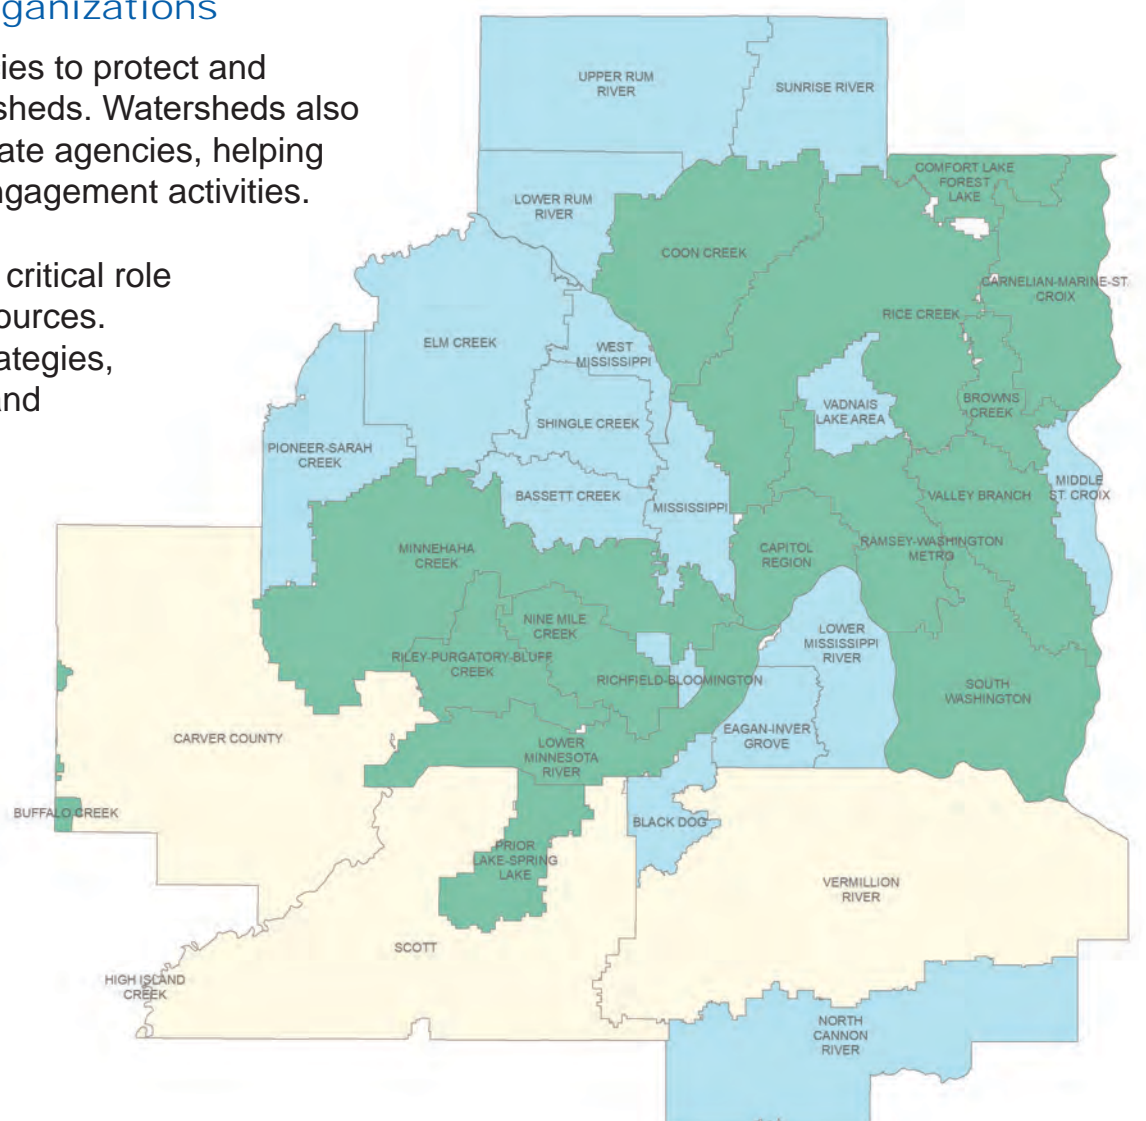 ganizations
ies to protect and
sheds. Watersheds also
ate agencies, helping
ngagement activities.
critical role
ources.
ategies,
and
UPPER RUM
RIVER
SUNRISE RIVER
COMFORT LAKE
FOREST
LAKE
LOWER RUM
RIVER
COON CREEK
CARNELIAN-MARINE-ST.
CROIX
RICE CREEK
ELM CREEK
WEST
MISSISSIPPI
VADNAIS
LAKE AREA
BROWNS
CREEK
SHINGLE CREEK
PIONEER-SARAH
CREEK
BASSETT CREEK
MISSISSIPPI
VALLEY BRANCH
MIDDLE
ST. CROIX
MINNEHAHA
CREEK
CAPITOL
REGION
RAMSEY-WASHINGTON
METRO
NINE MILE
CREEK
LOWER
MISSISSIPPI
RIVER
RILEY-PURGATORY-BLUFF
CREEK
RICHFIELD-BLOOMINGTON
SOUTH
WASHINGTON
CARVER COUNTY
LOWER
MINNESOTA
RIVER
EAGAN-INVER
GROVE
BUFFALO CREEK
BLACK DOG
PRIOR
LAKE-SPRING
LAKE
VERMILLION
RIVER
SCOTT
HIGH ISLAND
CREEK
NORTH
CANNON
RIVER